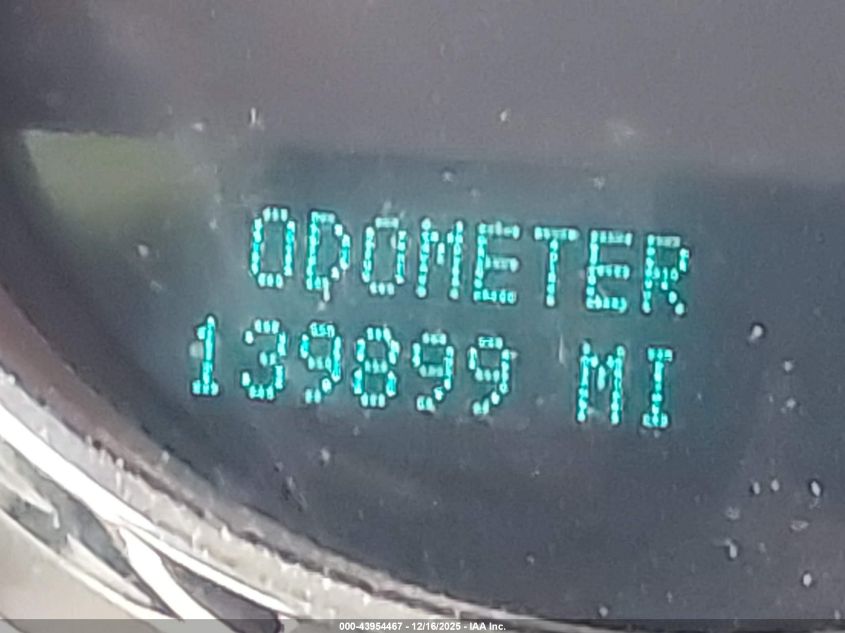 ODOMETER
139899 MI
000-43954467 - 12/16/2025 - IAA Inc.